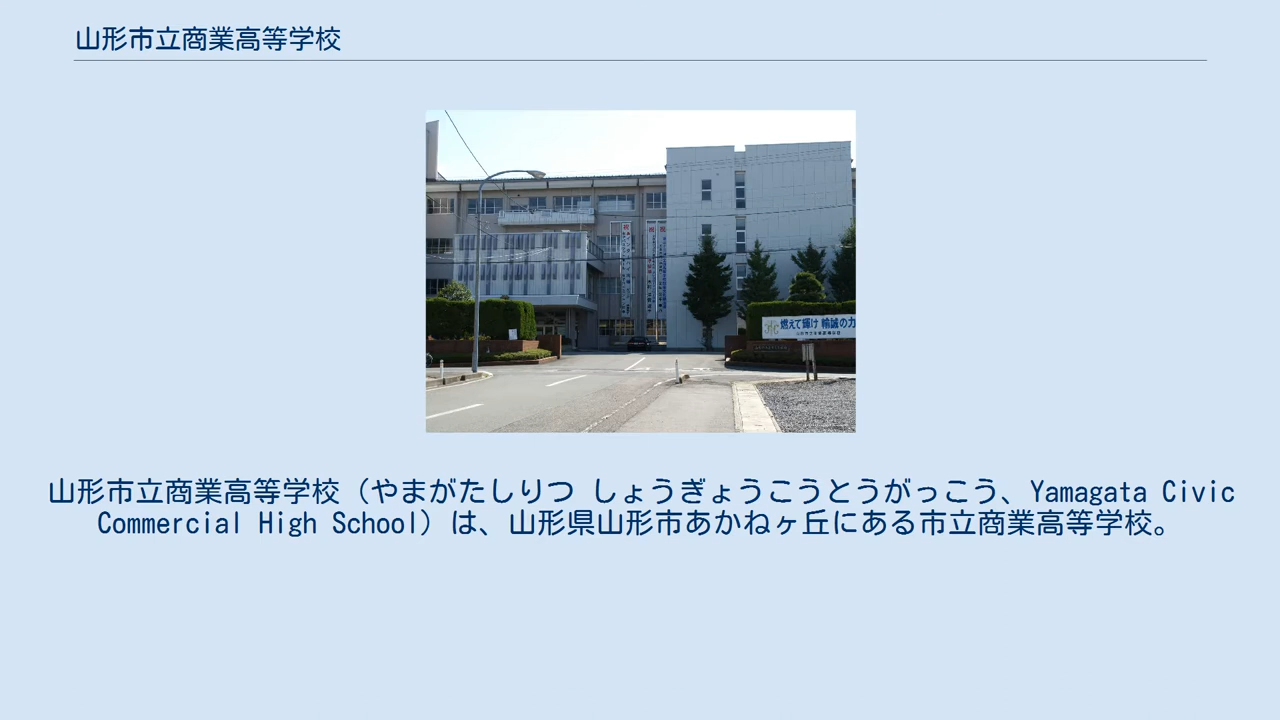 山形市立商業高等学校
祝
祝
燃えて輝け 輸誠の力
山形市立商業高等学校（やまがたしりつ しょうぎょうこうとうがっこう、Yamagata Civic
Commercial High School）は、山形県山形市あかねヶ丘にある市立商業高等学校。